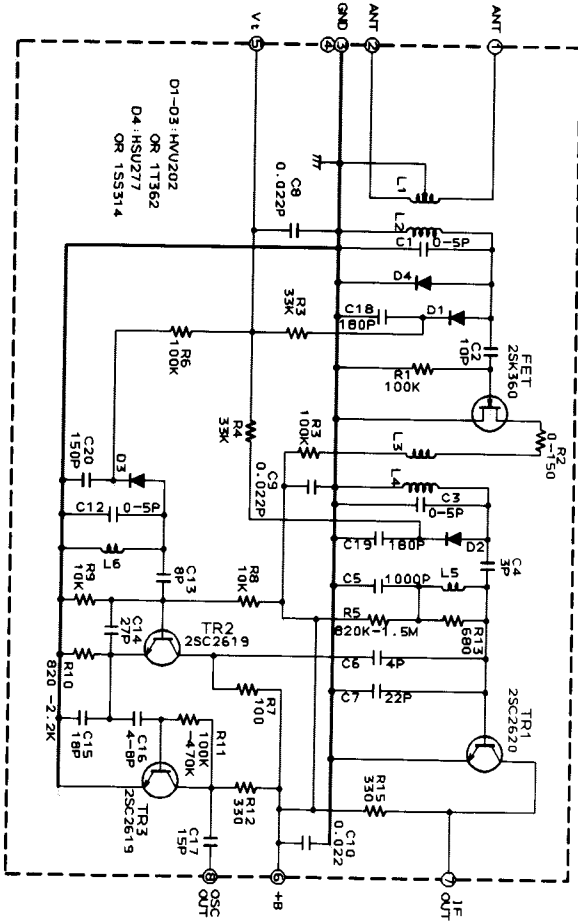 ANT
1
ANT
2
GND
3
4
Vt
5
D1-D3:HVU202
OR 1T362
D4:HSU277
OR 1SS314
L1
L2
C1
0-5P
D4
C8
0.022P
C18
180P
D1
R3
33K
C2
10P
R6
100K
R1
100K
FET
2SK360
R4
33K
R3
100K
L3
R2
0-150
L4
C9
0.022P
C3
0-5P
C20
150P
D3
C12
0-5P
L6
C19
180P
D2
C4
3P
C13
8P
R9
10K
R8
10K
C5
1000P
L5
R5
820K-1.5M
R13
680
C14
27P
TR2
2SC2619
C6
4P
R10
820 -2.2K
R7
100
C7
22P
C15
18P
C16
4-8P
R11
100K
-470K
TR1
2SC2620
TR3
2SC2619
R12
330
R15
330
C17
15P
C10
0.022
8
OSC
OUT
6
+B
7
IF
OUT